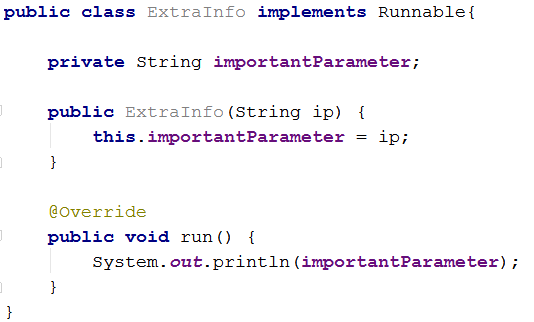 public class ExtraInfo implements Runnable{
private String importantParameter;
public ExtraInfo(String ip) {
this.importantParameter = ip;
}
@Override
public void run() {
System.out.println(importantParameter);
}
}